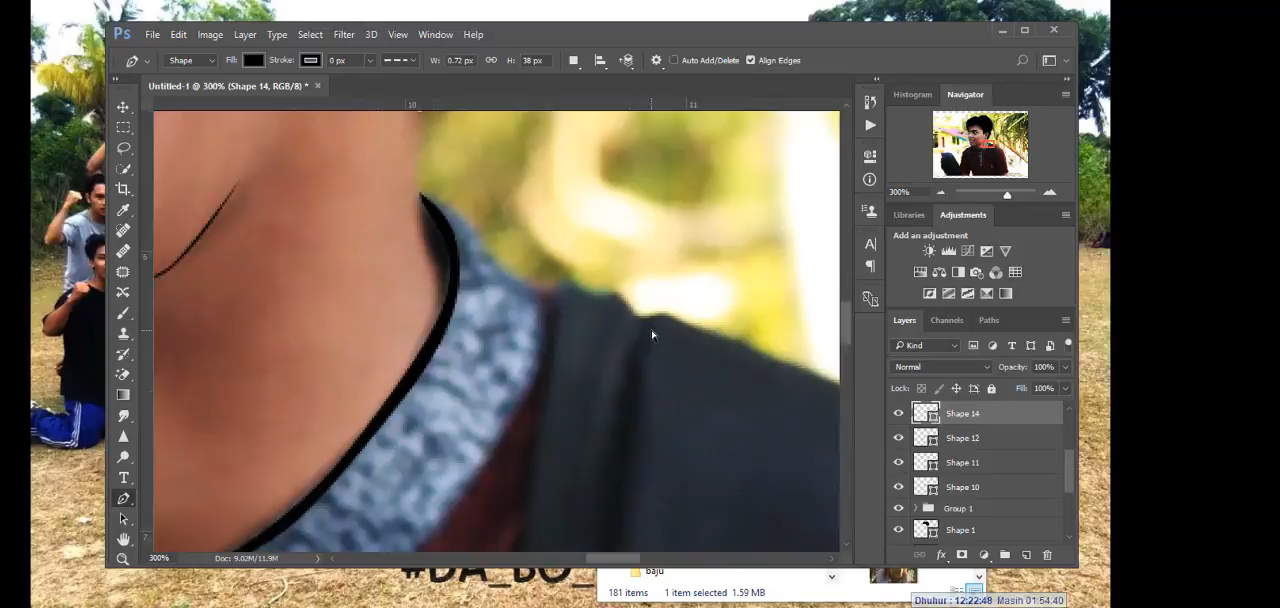 Ps File Edit Image Layer Type Select Filter 3D View Window Help
Shape Fill: Stroke: 0 px W: 0.72 px H: 38 px Auto Add/Delete Align Edges
Untitled-1 @ 300% (Shape 14, RGB/8) * ×
10 11
6
7
Histogram Navigator
300%
Libraries Adjustments
Add an adjustment
Layers Channels Paths
Kind
Normal Opacity: 100%
Lock: Fill: 100%
Shape 14
Shape 12
Shape 11
Shape 10
Group 1
Shape 1
300% Doc: 9.02M/11.9M
baju
181 items 1 item selected 1.59 MB
Dhuhur : 12:22:48 Masih 01:54:40